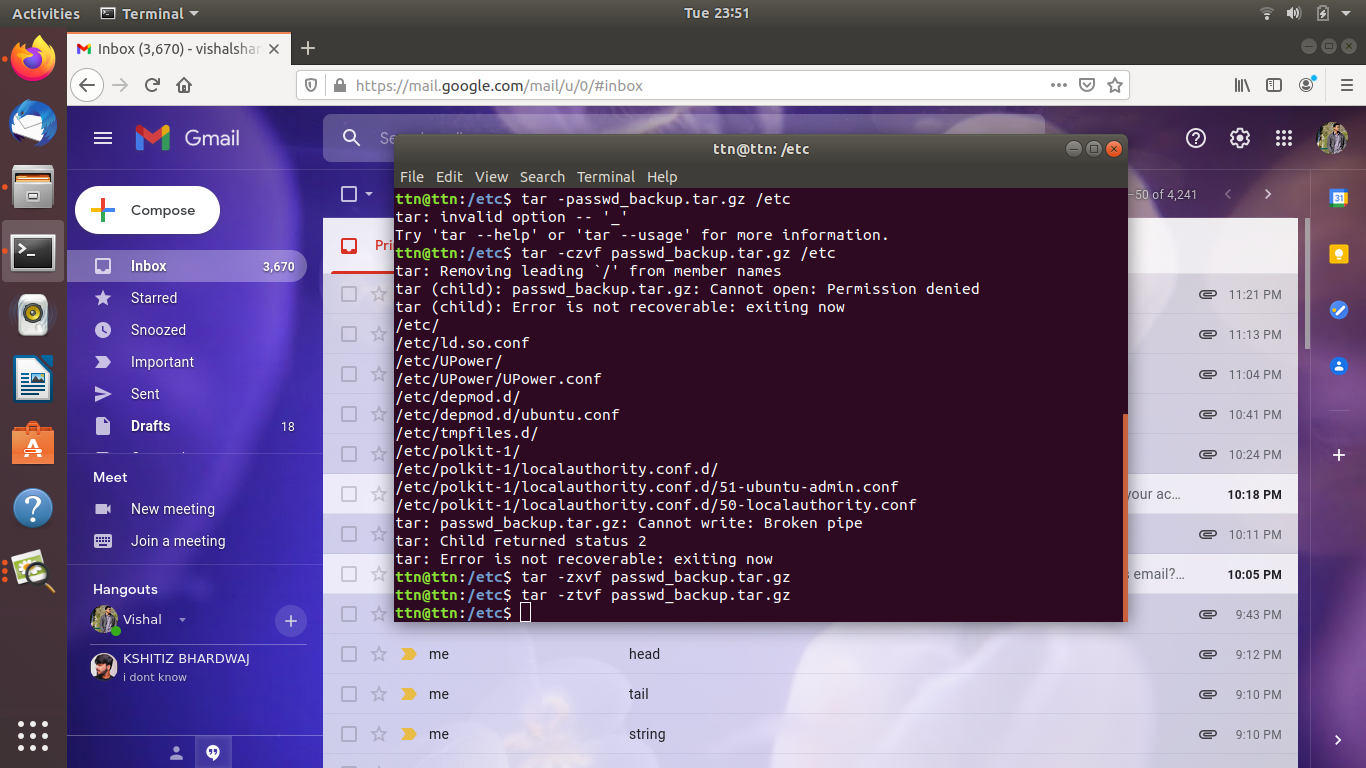 Activities
Terminal
Tue 23:51
Inbox (3,670) - vishalshar
https://mail.google.com/mail/u/0/#inbox
Gmail
ttn@ttn: /etc
File Edit View Search Terminal Help
ttn@ttn:/etc$ tar -passwd_backup.tar.gz /etc
tar: invalid option -- '_'
Try 'tar --help' or 'tar --usage' for more information.
ttn@ttn:/etc$ tar -czvf passwd_backup.tar.gz /etc
tar: Removing leading `/' from member names
tar (child): passwd_backup.tar.gz: Cannot open: Permission denied
tar (child): Error is not recoverable: exiting now
/etc/
/etc/ld.so.conf
/etc/UPower/
/etc/UPower/UPower.conf
/etc/depmod.d/
/etc/depmod.d/ubuntu.conf
/etc/tmpfiles.d/
/etc/polkit-1/
/etc/polkit-1/localauthority.conf.d/
/etc/polkit-1/localauthority.conf.d/51-ubuntu-admin.conf
/etc/polkit-1/localauthority.conf.d/50-localauthority.conf
tar: passwd_backup.tar.gz: Cannot write: Broken pipe
tar: Child returned status 2
tar: Error is not recoverable: exiting now
ttn@ttn:/etc$ tar -zxvf passwd_backup.tar.gz
ttn@ttn:/etc$ tar -ztvf passwd_backup.tar.gz
ttn@ttn:/etc$
Compose
Inbox 3,670
Starred
Snoozed
Important
Sent
Drafts 18
Meet
New meeting
Join a meeting
Hangouts
Vishal
KSHITIZ BHARDWAJ
i dont know
–50 of 4,241
31
Pri
11:21 PM
11:13 PM
11:04 PM
10:41 PM
10:24 PM
your ac… 10:18 PM
10:11 PM
s email?… 10:05 PM
9:43 PM
me head 9:12 PM
me tail 9:10 PM
me string 9:10 PM